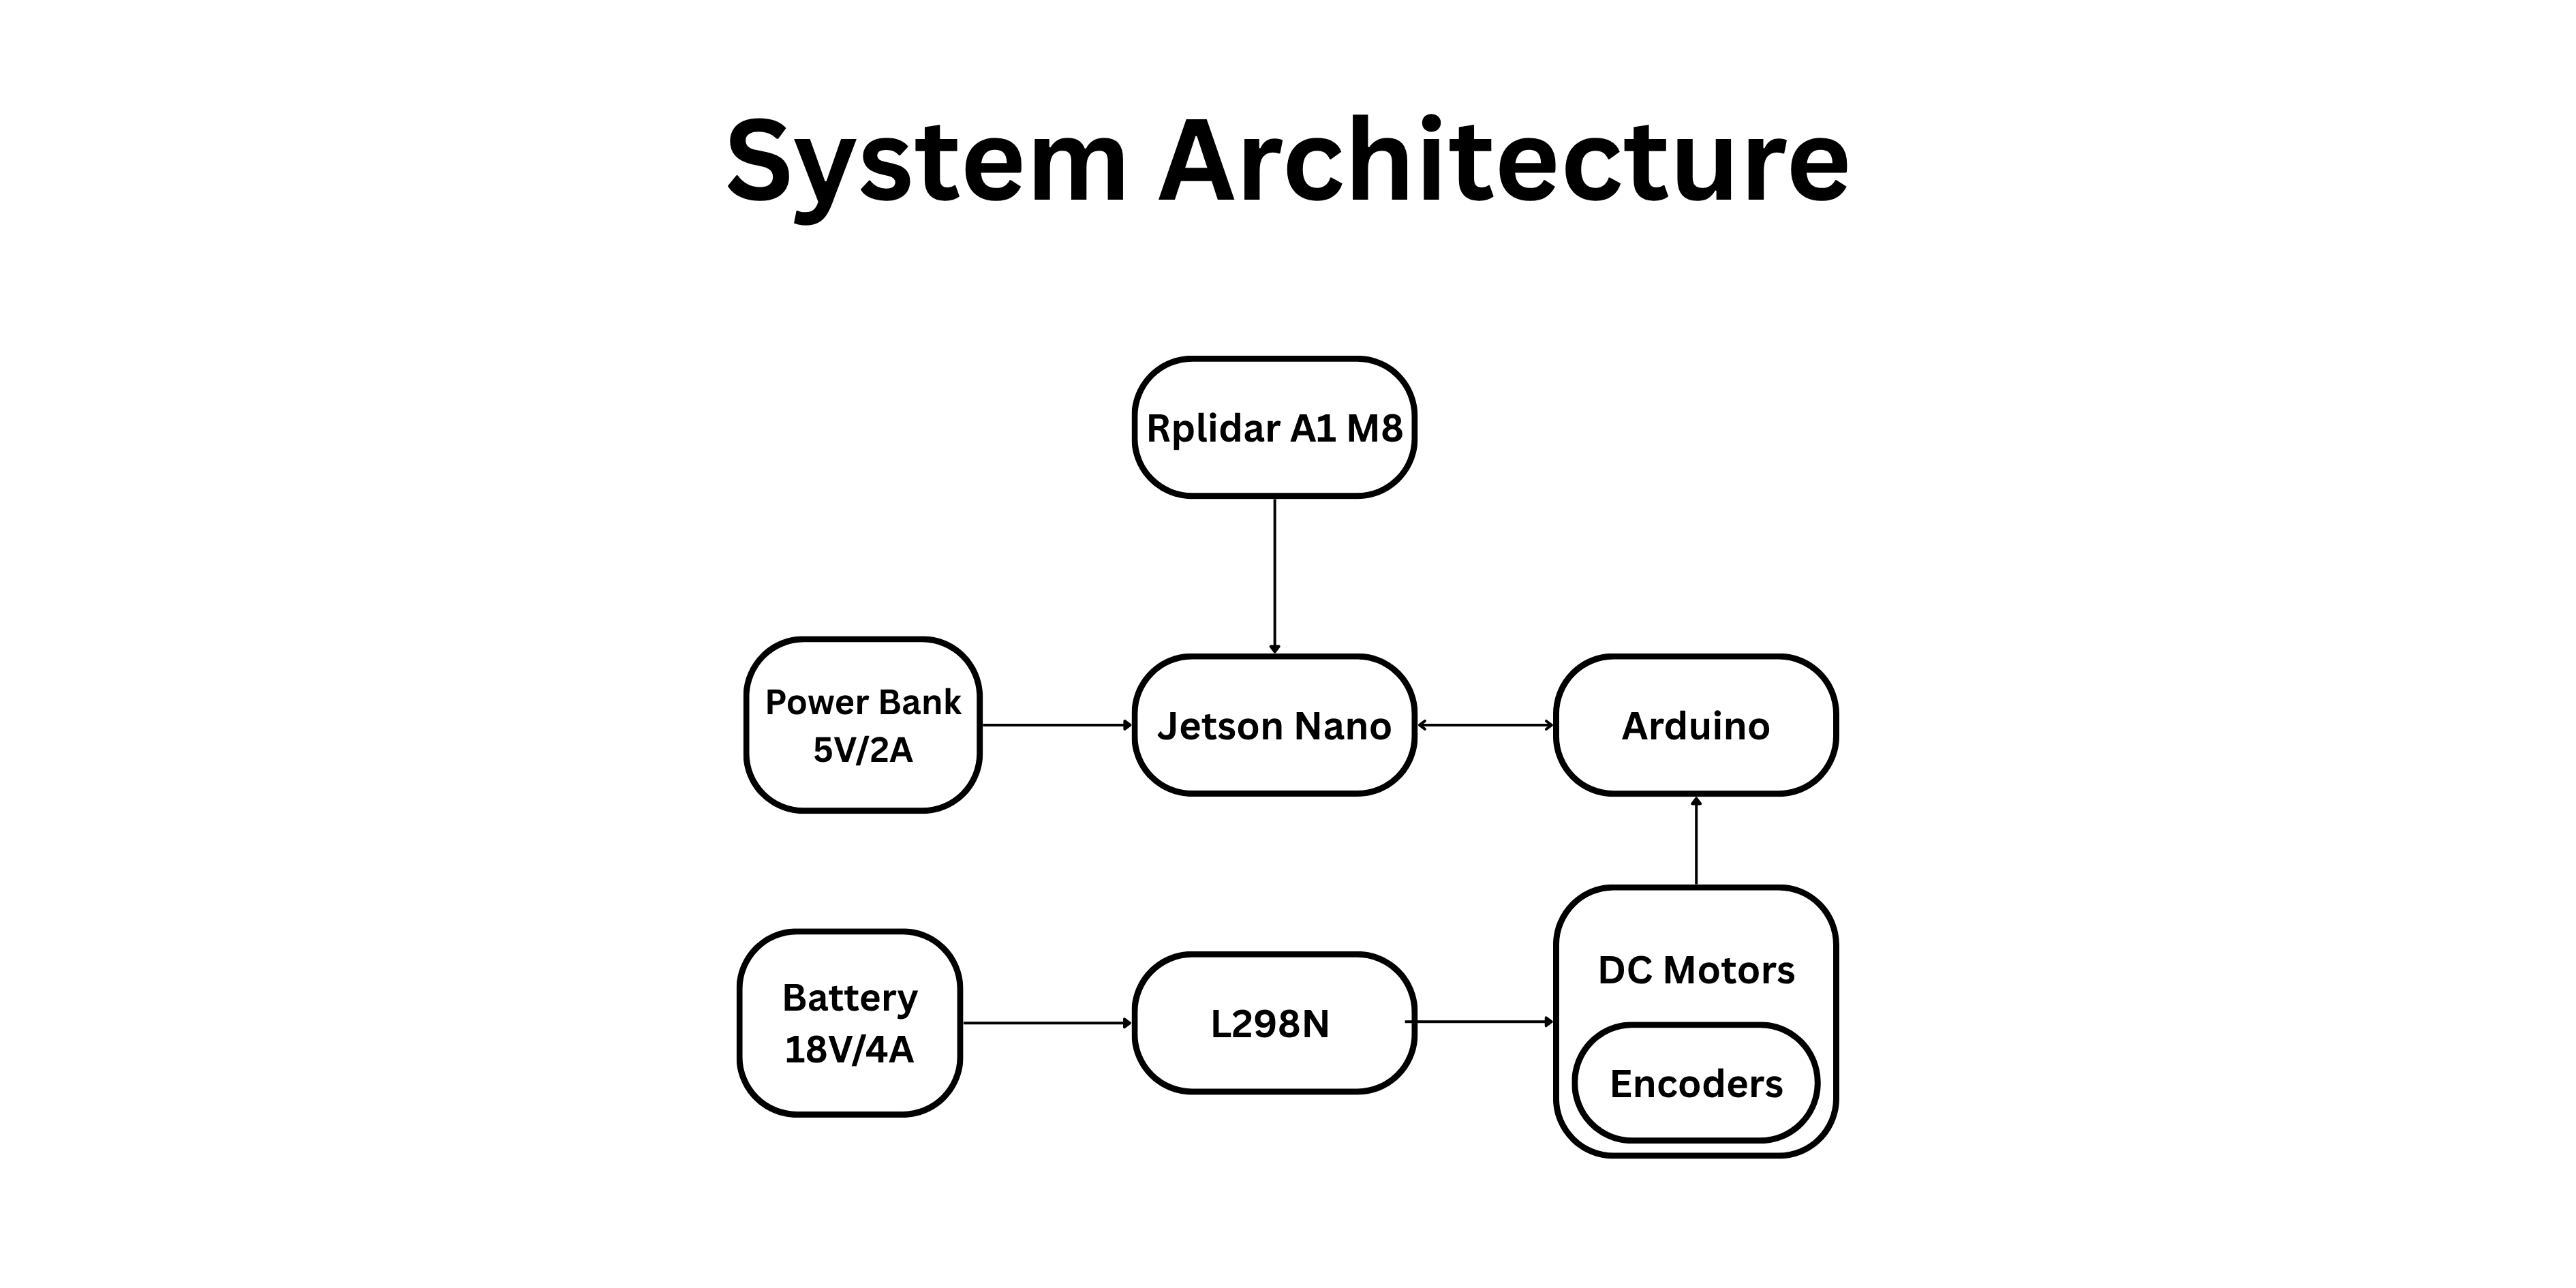 System Architecture
Rplidar A1 M8
Power Bank
5V/2A
Jetson Nano
Arduino
Battery
18V/4A
L298N
DC Motors
Encoders